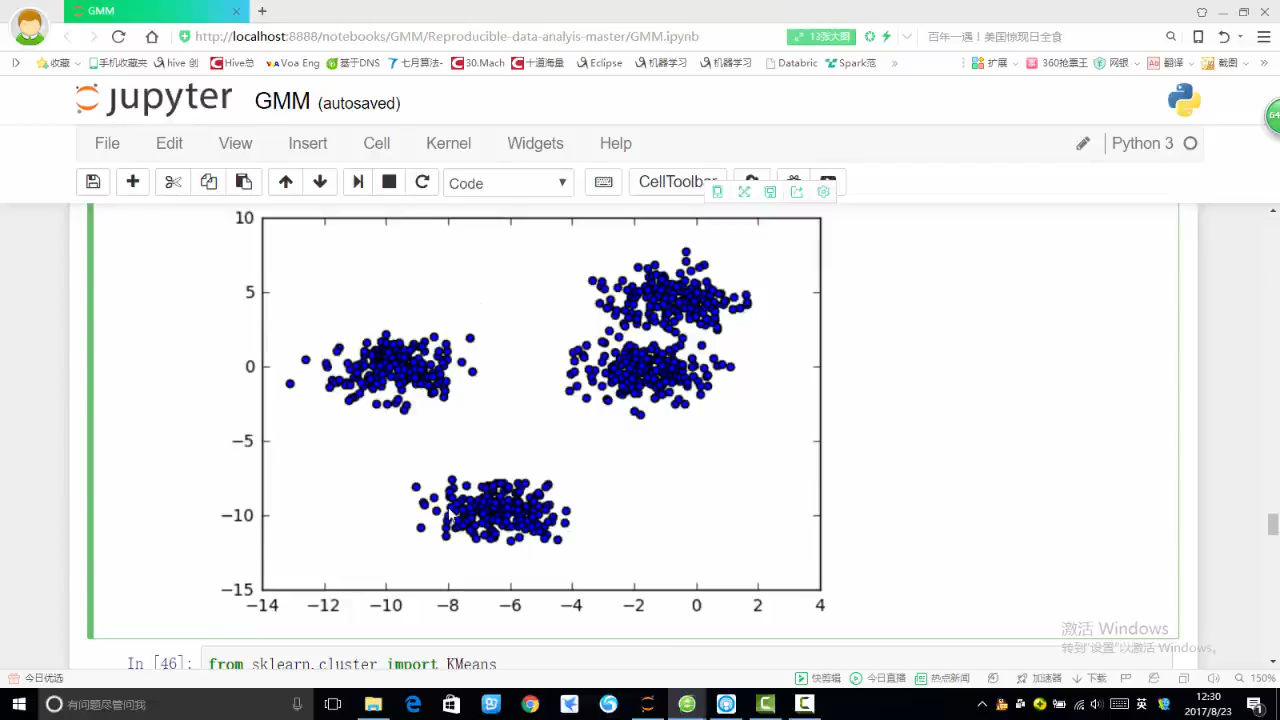 GMM
http://localhost:8888/notebooks/GMM/Reproducible-data-analyis-master/GMM.ipynb
13张大图
百年一遇！美国惊现日全食
收藏 手机收藏夹 hive 创 Hive总 Voa Eng 基于DNS 七月算法- 30.Mach 十道海量 Eclipse 机器学习 机器学习 Databric Spark范 » 扩展 360抢票王 网银 翻译 截图 »
jupyter GMM (autosaved)
File Edit View Insert Cell Kernel Widgets Help Python 3
Code CellToolbar
64
10
5
0
−5
−10
−15
−14 −12 −10 −8 −6 −4 −2 0 2 4
激活 Windows
转到"设置"以激活 Windows。
In [46]: from sklearn.cluster import KMeans
今日优选 快剪辑 今日直播 热点新闻 加速器 下载 150%
有问题尽管问我 英 12:30
2017/8/23